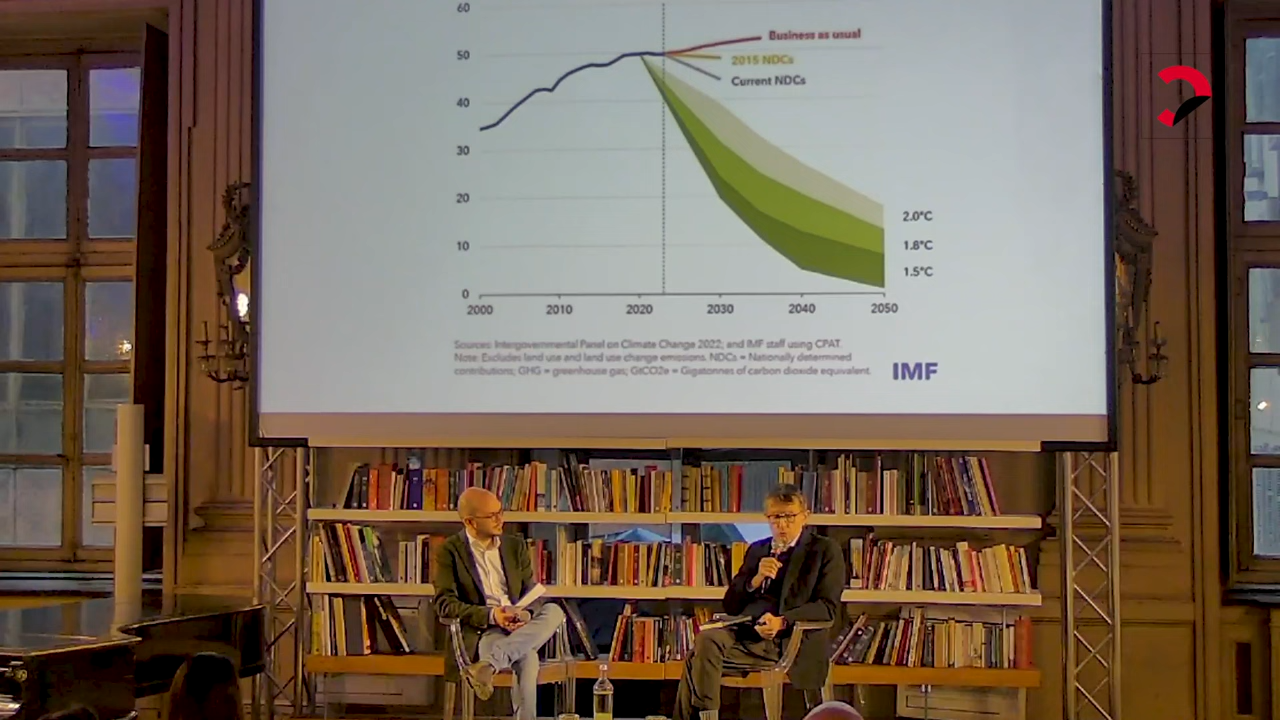 60
50
40
30
20
10
0
Business as usual
2015 NDCs
Current NDCs
2.0°C
1.8°C
1.5°C
2000 2010 2020 2030 2040 2050
Sources: Intergovernmental Panel on Climate Change 2022; and IMF staff using CPAT.
Note: Excludes land use and land use change emissions. NDCs = Nationally determined
contributions; GHG = greenhouse gas; GtCO2e = Gigatonnes of carbon dioxide equivalent.
IMF